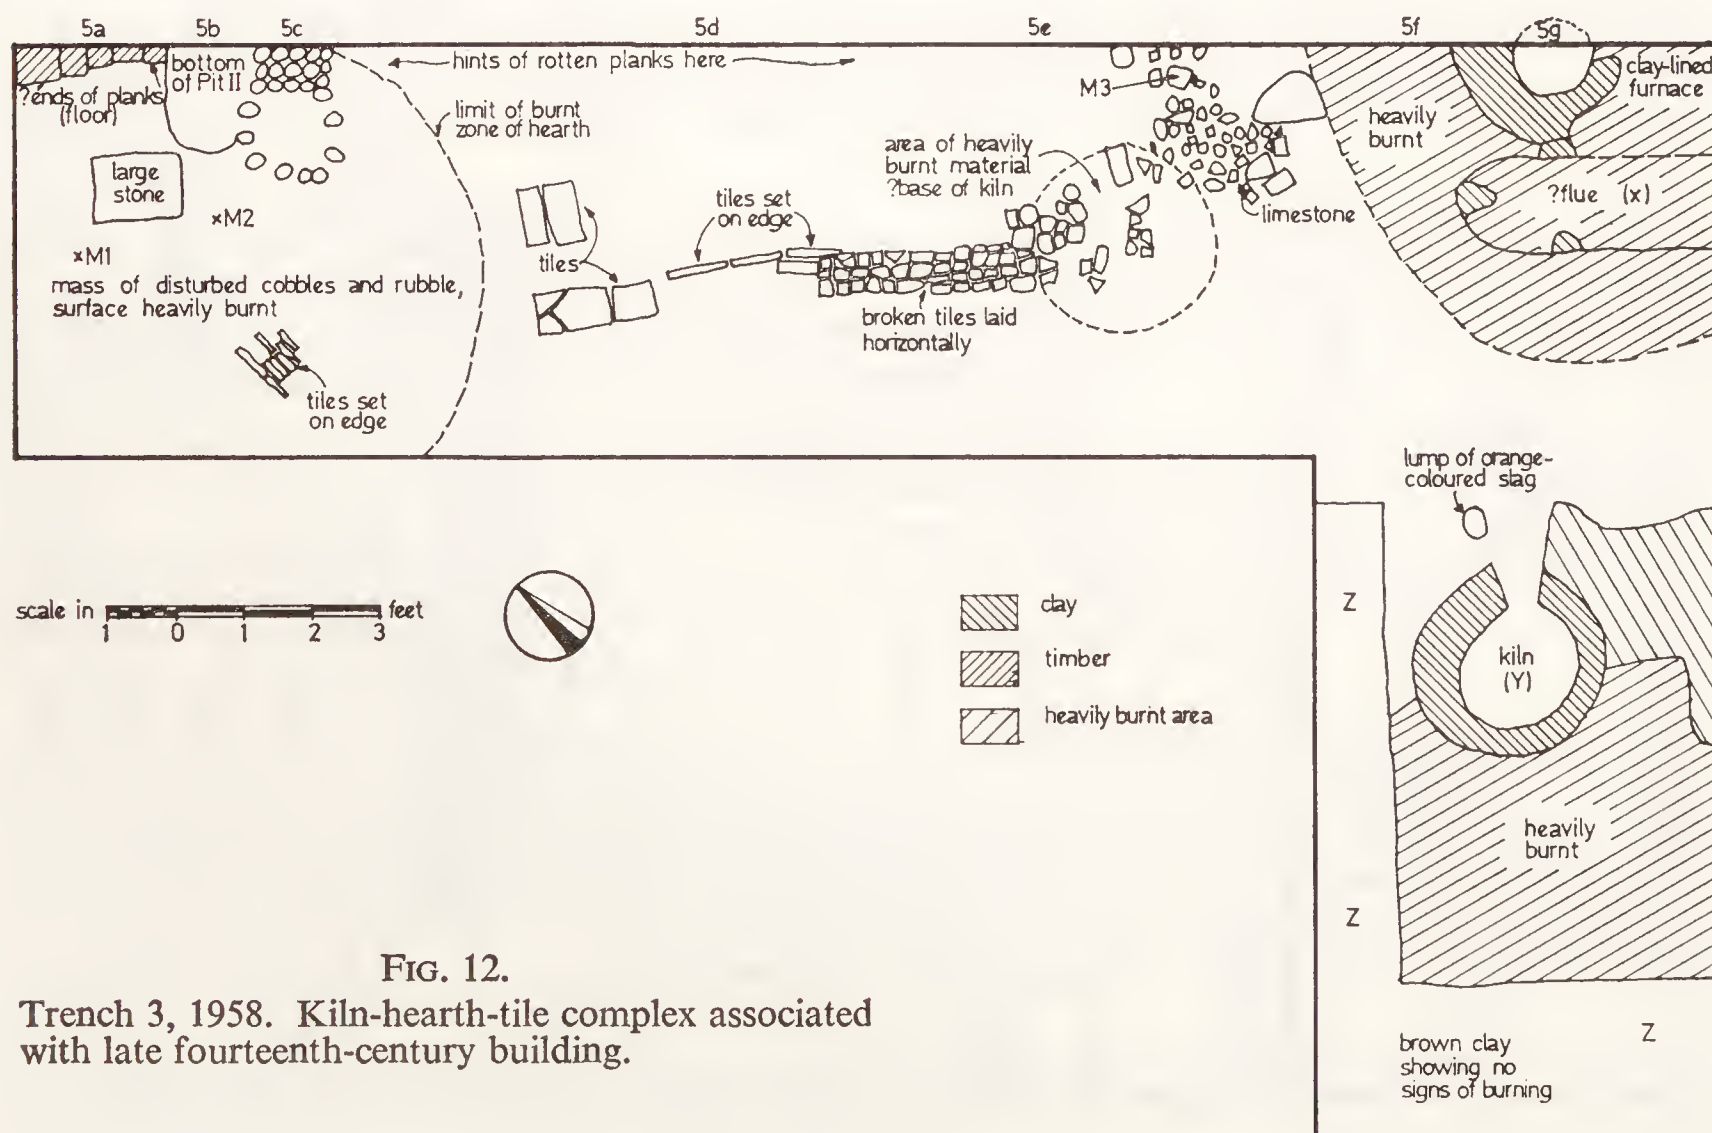 5a
5b
5c
5d
5e
5f
5g
bottom
of Pit II
?ends of planks
(floor)
hints of rotten planks here
limit of burnt
zone of hearth
large
stone
xM2
xM1
mass of disturbed cobbles and rubble,
surface heavily burnt
tiles set
on edge
tiles
tiles set
on edge
area of heavily
burnt material
?base of kiln
broken tiles laid
horizontally
M3
limestone
heavily
burnt
clay-lined
furnace
?flue (x)
lump of orange-
coloured slag
kiln
(Y)
heavily
burnt
Z
Z
Z
brown clay
showing no
signs of burning
scale in
feet
1 0 1 2 3
clay
timber
heavily burnt area
FIG. 12.
Trench 3, 1958. Kiln-hearth-tile complex associated
with late fourteenth-century building.